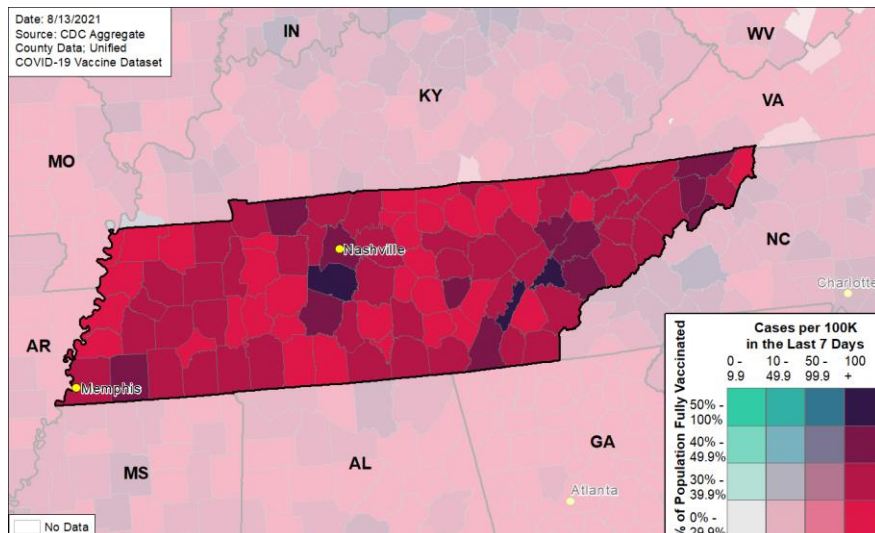 Date: 8/13/2021
Source: CDC Aggregate
County Data; Unified
COVID-19 Vaccine Dataset
IN
WV
KY
VA
MO
Nashville
NC
Charlotte
AR
Memphis
MS
AL
GA
Atlanta
No Data
Cases per 100K
in the Last 7 Days
0 -
9.9
10 -
49.9
50 -
99.9
100
+
% of Population Fully Vaccinated
50% -
100%
40% -
49.9%
30% -
39.9%
0% -
29.9%